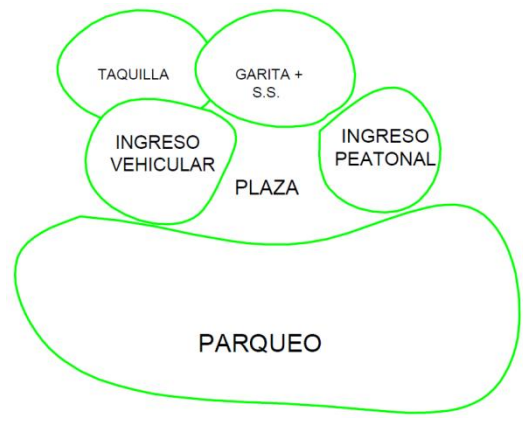 TAQUILLA
GARITA +
S.S.
INGRESO
VEHICULAR
INGRESO
PEATONAL
PLAZA
PARQUEO